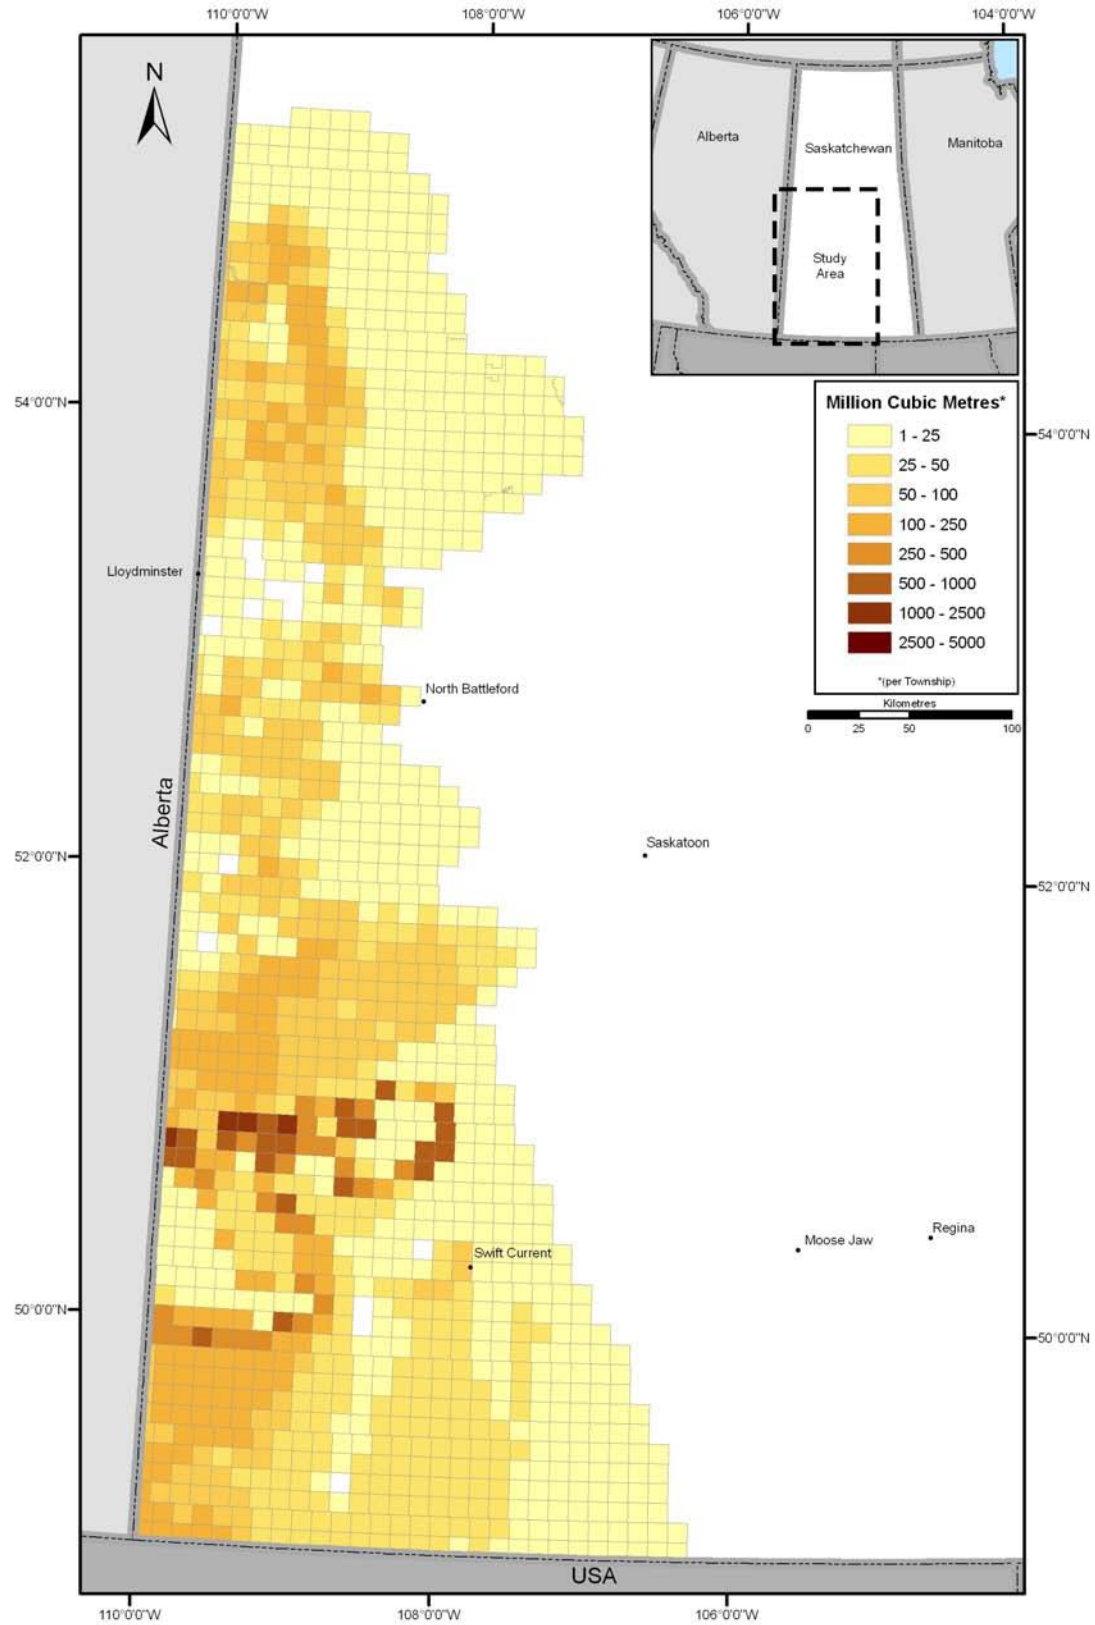 110°0'0"W
108°0'0"W
106°0'0"W
104°0'0"W
N
Alberta
Saskatchewan
Manitoba
Study
Area
Million Cubic Metres*
1 - 25
25 - 50
50 - 100
100 - 250
250 - 500
500 - 1000
1000 - 2500
2500 - 5000
*(per Township)
Kilometres
0 25 50 100
54°0'0"N
54°0'0"N
Lloydminster
North Battleford
Alberta
Saskatoon
52°0'0"N
52°0'0"N
Regina
Moose Jaw
Swift Current
50°0'0"N
50°0'0"N
USA
110°0'0"W
108°0'0"W
106°0'0"W